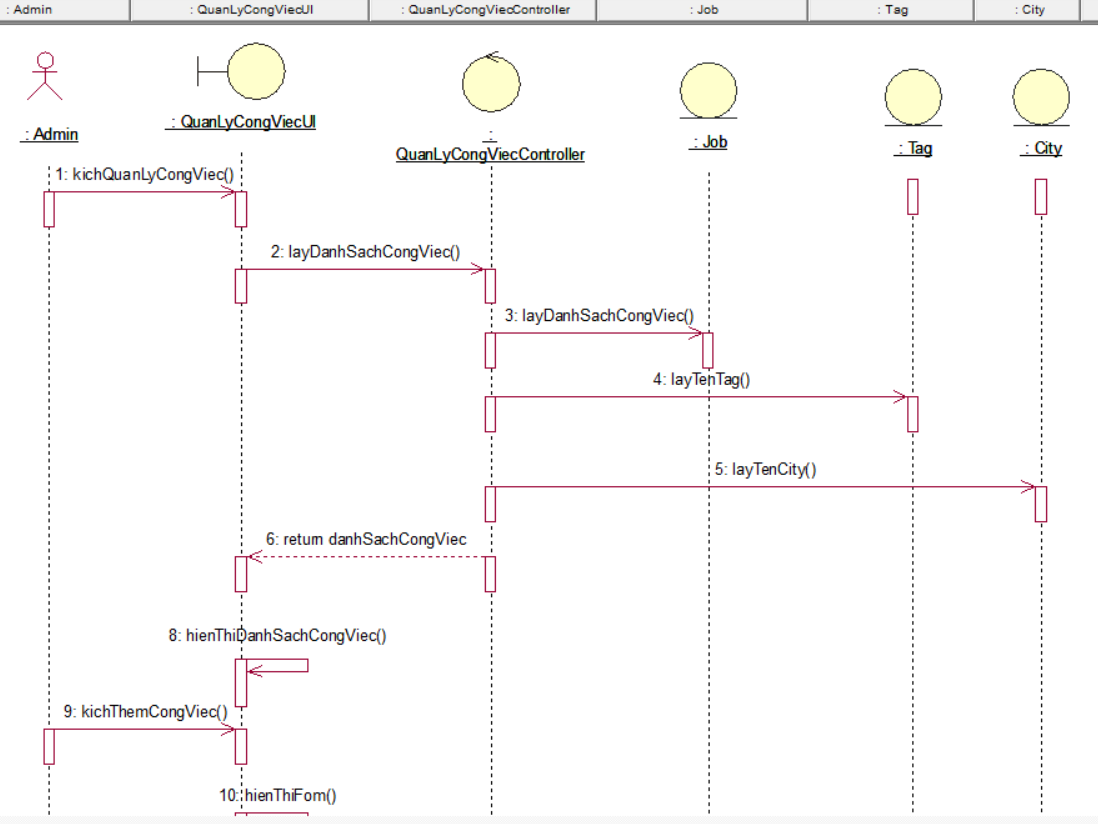 : Admin
: QuanLyCongViecUI
: QuanLyCongViecController
: Job
: Tag
: City
: Admin
: QuanLyCongViecUI
:
QuanLyCongViecController
: Job
: Tag
: City
1: kichQuanLyCongViec()
2: layDanhSachCongViec()
3: layDanhSachCongViec()
4: layTenTag()
5: layTenCity()
6: return danhSachCongViec
8: hienThiDanhSachCongViec()
9: kichThemCongViec()
10: hienThiFom()